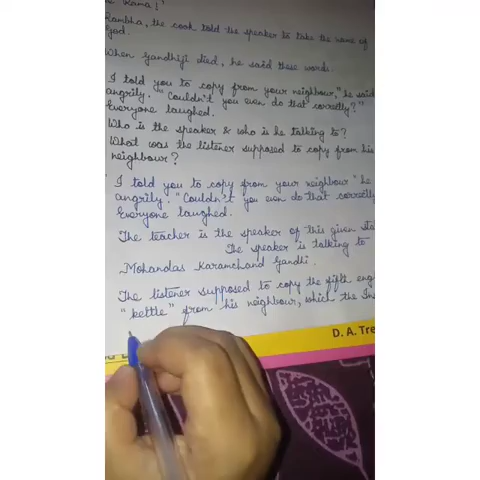 Rama!"
Rambha, the cook told the speaker to take the name of
God.
When Gandhiji died, he said these words.
I told you to copy from your neighbour," he said
angrily. "Couldn't you even do that correctly?"
Everyone laughed.
Who is the speaker & who is he talking to?
What was the listener supposed to copy from his
neighbour?
I told you to copy from your neighbour" he
angrily. "Couldn't you even do that correctly
Everyone laughed.
The teacher is the speaker of this given
The speaker is talking to
Mohandas Karamchand Gandhi.
The listener supposed to copy the fifth
"kettle" from his neighbour, which the
D. A. Tre